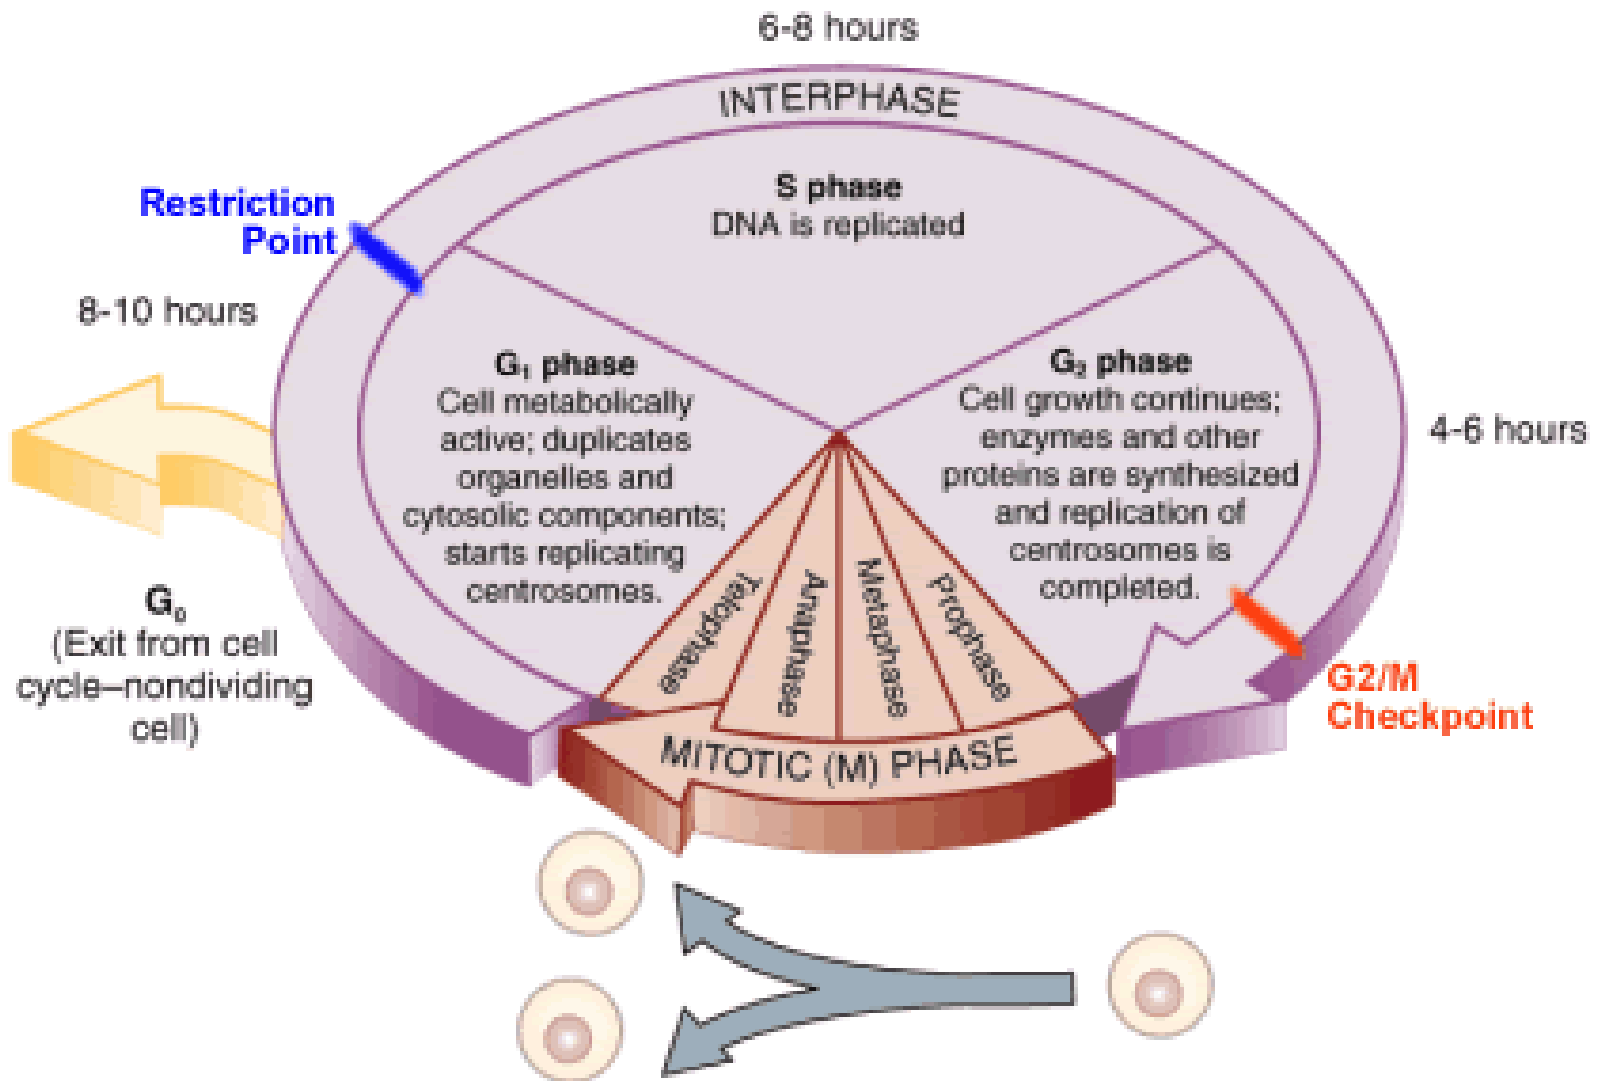 6-8 hours
INTERPHASE
S phase
DNA is replicated
Restriction
Point
8-10 hours
G₁ phase
Cell metabolically
active; duplicates
organelles and
cytosolic components;
starts replicating
centrosomes.
G₂ phase
Cell growth continues;
enzymes and other
proteins are synthesized
and replication of
centrosomes is
completed.
4-6 hours
G₀
(Exit from cell
cycle–nondividing
cell)
Telophase
Anaphase
Metaphase
Prophase
G2/M
Checkpoint
MITOTIC (M) PHASE